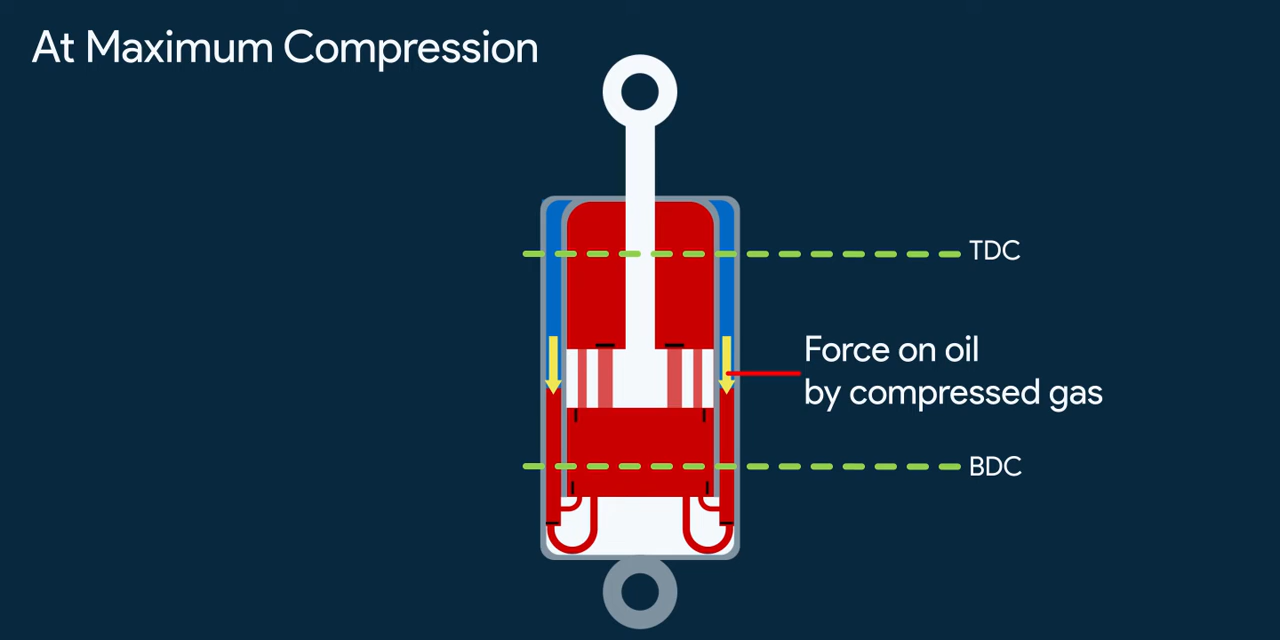 At Maximum Compression
TDC
Force on oil
by compressed gas
BDC